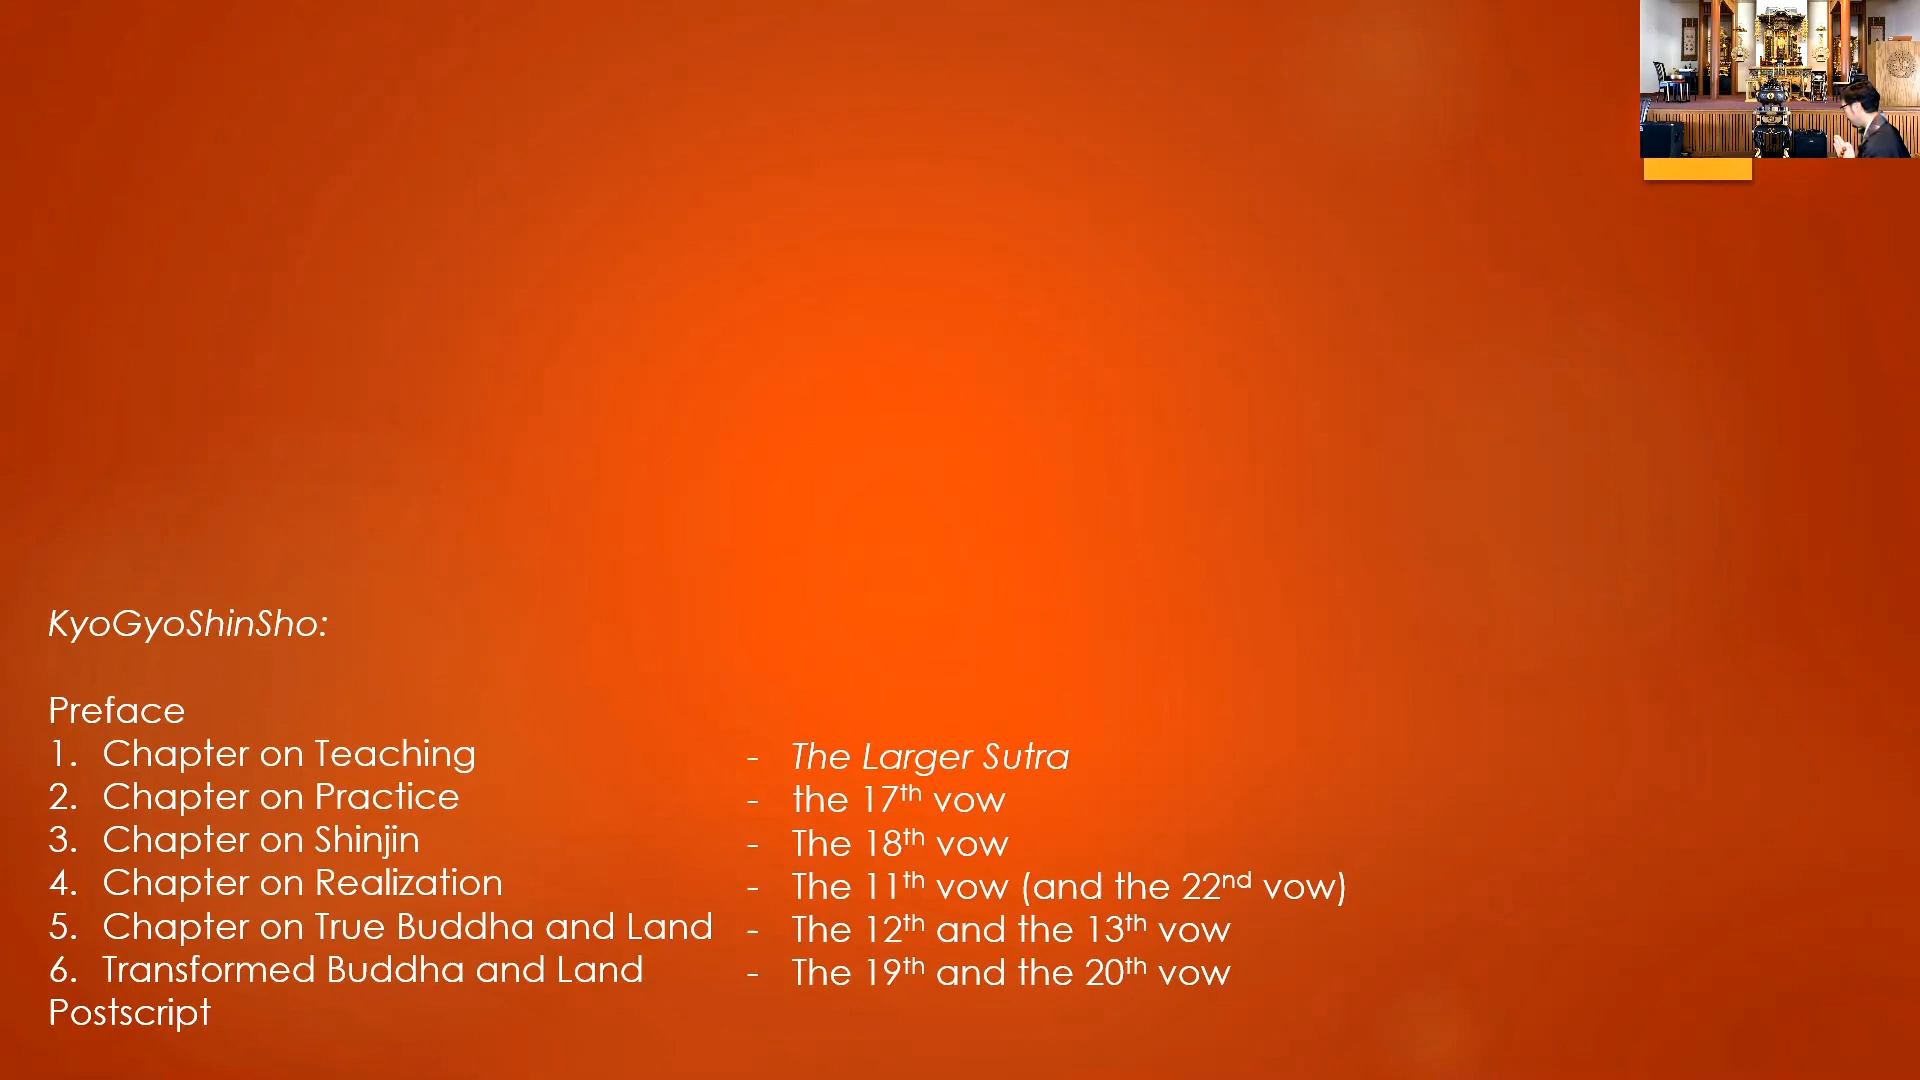 KyoGyoShinSho:
Preface
1. Chapter on Teaching - The Larger Sutra
2. Chapter on Practice - the 17th vow
3. Chapter on Shinjin - The 18th vow
4. Chapter on Realization - The 11th vow (and the 22nd vow)
5. Chapter on True Buddha and Land - The 12th and the 13th vow
6. Transformed Buddha and Land - The 19th and the 20th vow
Postscript